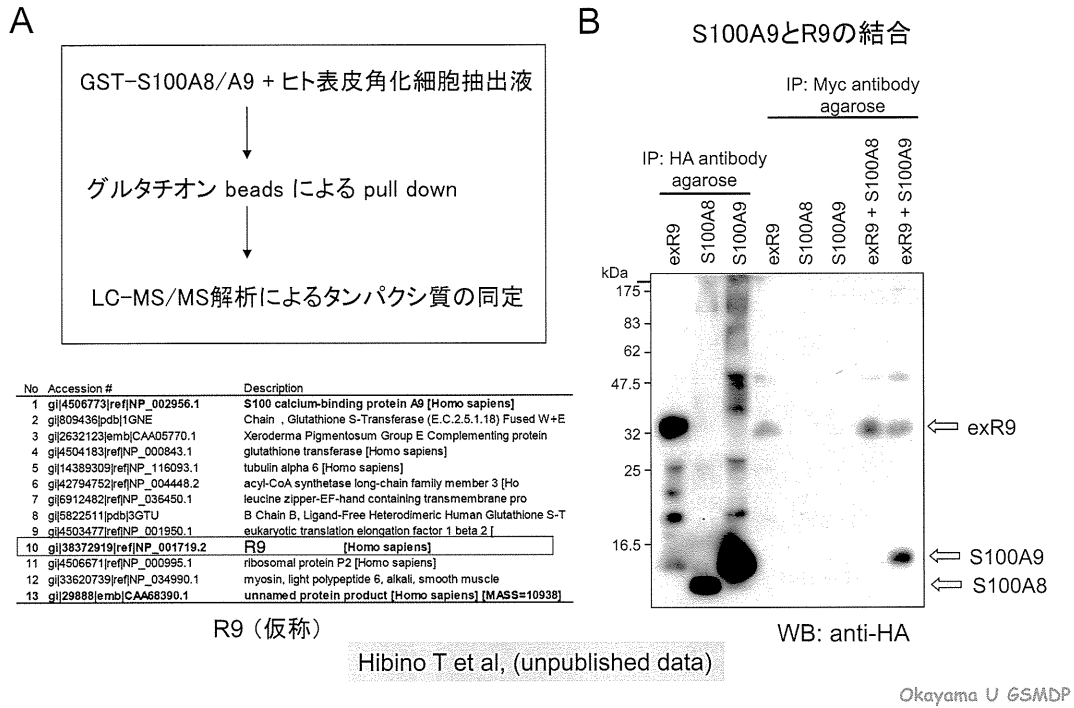 A
GST-S100A8/A9 + ヒト表皮角化細胞抽出液
グルタチオン beads による pull down
LC-MS/MS解析によるタンパクシ質の同定
No Accession # Description
1 gi|4506773|ref|NP_002956.1 S100 calcium-binding protein A9 [Homo sapiens]
2 gi|809436|pdb|1GNE Chain , Glutathione S-Transferase (E.C.2.5.1.18) Fused W+E
3 gi|2632123|emb|CAA05770.1 Xeroderma Pigmentosum Group E Complementing protein
4 gi|4504183|ref|NP_000843.1 glutathione transferase [Homo sapiens]
5 gi|14389309|ref|NP_116093.1 tubulin alpha 6 [Homo sapiens]
6 gi|42794752|ref|NP_004448.2 acyl-CoA synthetase long-chain family member 3 [Ho
7 gi|6912482|ref|NP_036450.1 leucine zipper-EF-hand containing transmembrane pro
8 gi|5822511|pdb|3GTU B Chain B, Ligand-Free Heterodimeric Human Glutathione S-T
9 gi|4503477|ref|NP_001950.1 eukaryotic translation elongation factor 1 beta 2 [
10 gi|38372919|ref|NP_001719.2 R9 [Homo sapiens]
11 gi|4506671|ref|NP_000995.1 ribosomal protein P2 [Homo sapiens]
12 gi|33620739|ref|NP_034990.1 myosin, light polypeptide 6, alkali, smooth muscle
13 gi|29888|emb|CAA68390.1 unnamed protein product [Homo sapiens] [MASS=10938]
R9 (仮称)
B
S100A9とR9の結合
IP: Myc antibody
agarose
IP: HA antibody
agarose
exR9
S100A8
S100A9
exR9
S100A8
S100A9
exR9 + S100A8
exR9 + S100A9
kDa
175
83
62
47.5
32
25
16.5
exR9
S100A9
S100A8
WB: anti-HA
Hibino T et al, (unpublished data)
Okayama U GSMDP